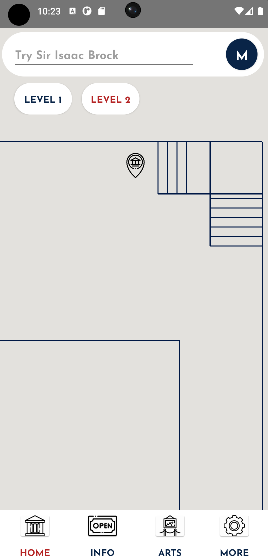 10:23
Try Sir Isaac Brock
M
LEVEL 1 LEVEL 2
OPEN
HOME INFO ARTS MORE